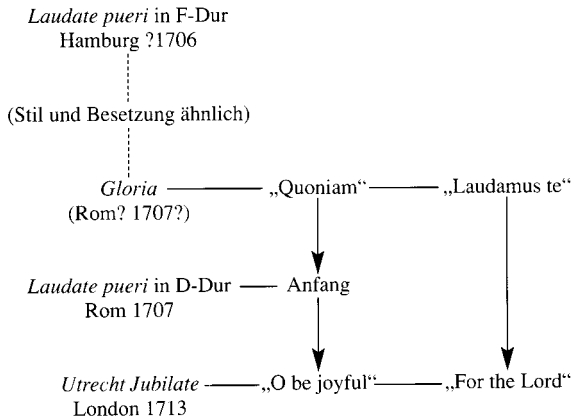 Laudate pueri in F-Dur
Hamburg ?1706
(Stil und Besetzung ähnlich)
Gloria „Quoniam“ „Laudamus te“
(Rom? 1707?)
Laudate pueri in D-Dur Anfang
Rom 1707
Utrecht Jubilate „O be joyful“ „For the Lord“
London 1713